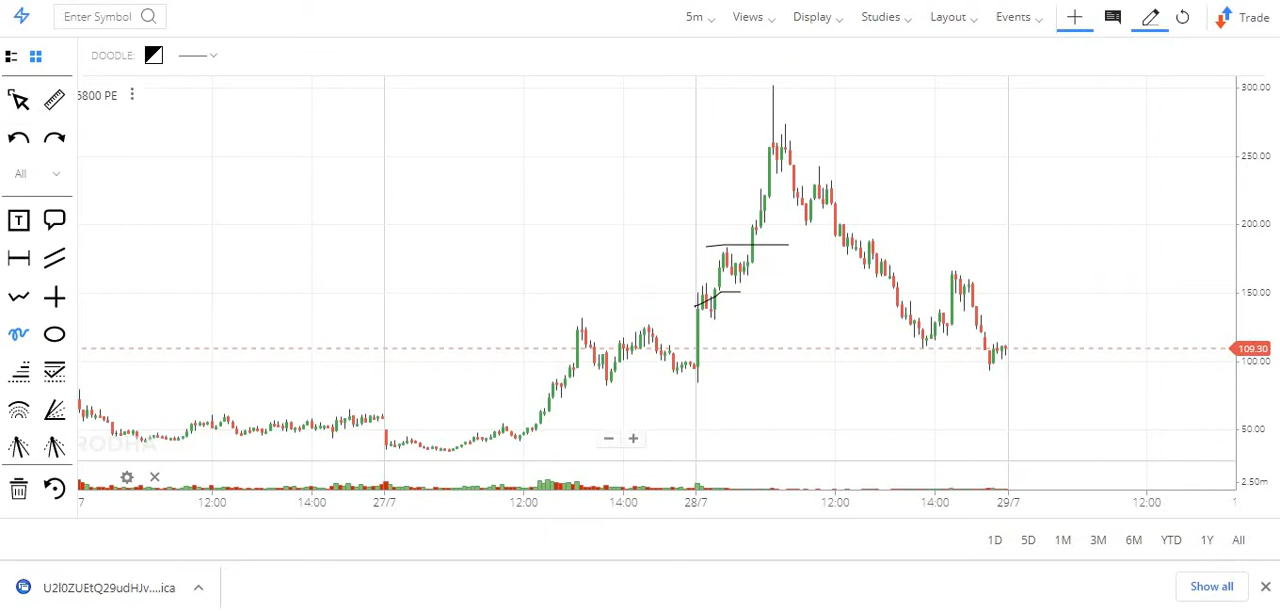 Enter Symbol 5m Views Display Studies Layout Events Trade
DOODLE:
5800 PE
All
T
300.00
250.00
200.00
150.00
109.30
100.00
50.00
2.50m
RODHA
12:00 14:00 27/7 12:00 14:00 28/7 12:00 14:00 29/7 12:00
1D 5D 1M 3M 6M YTD 1Y All
Show all